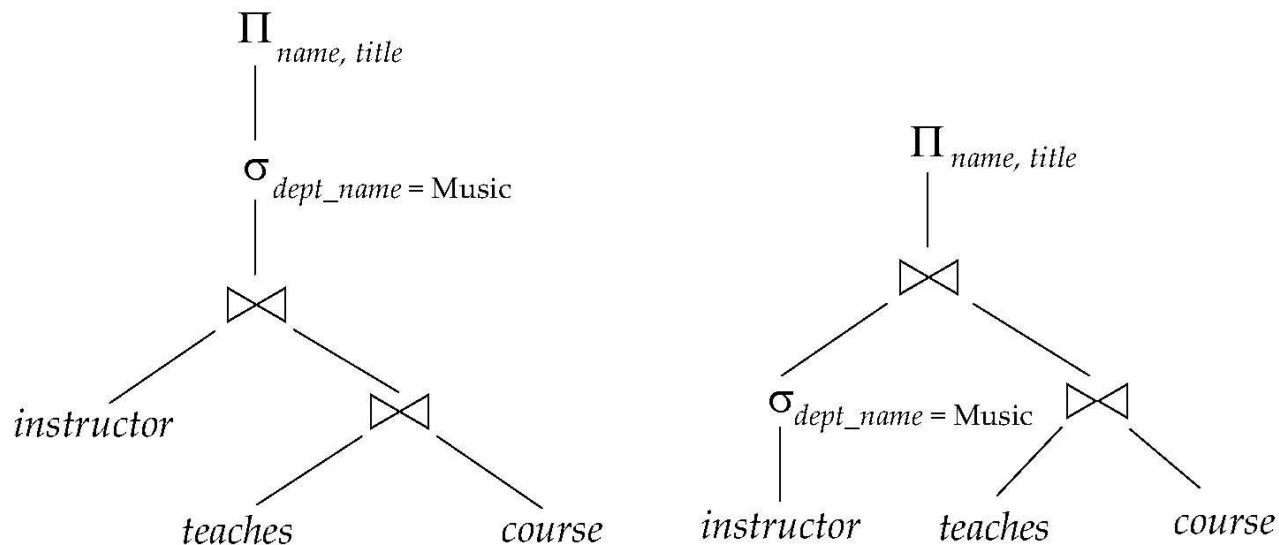 Π name, title
σ dept_name = Music
instructor
teaches
course
Π name, title
σ dept_name = Music
instructor
teaches
course